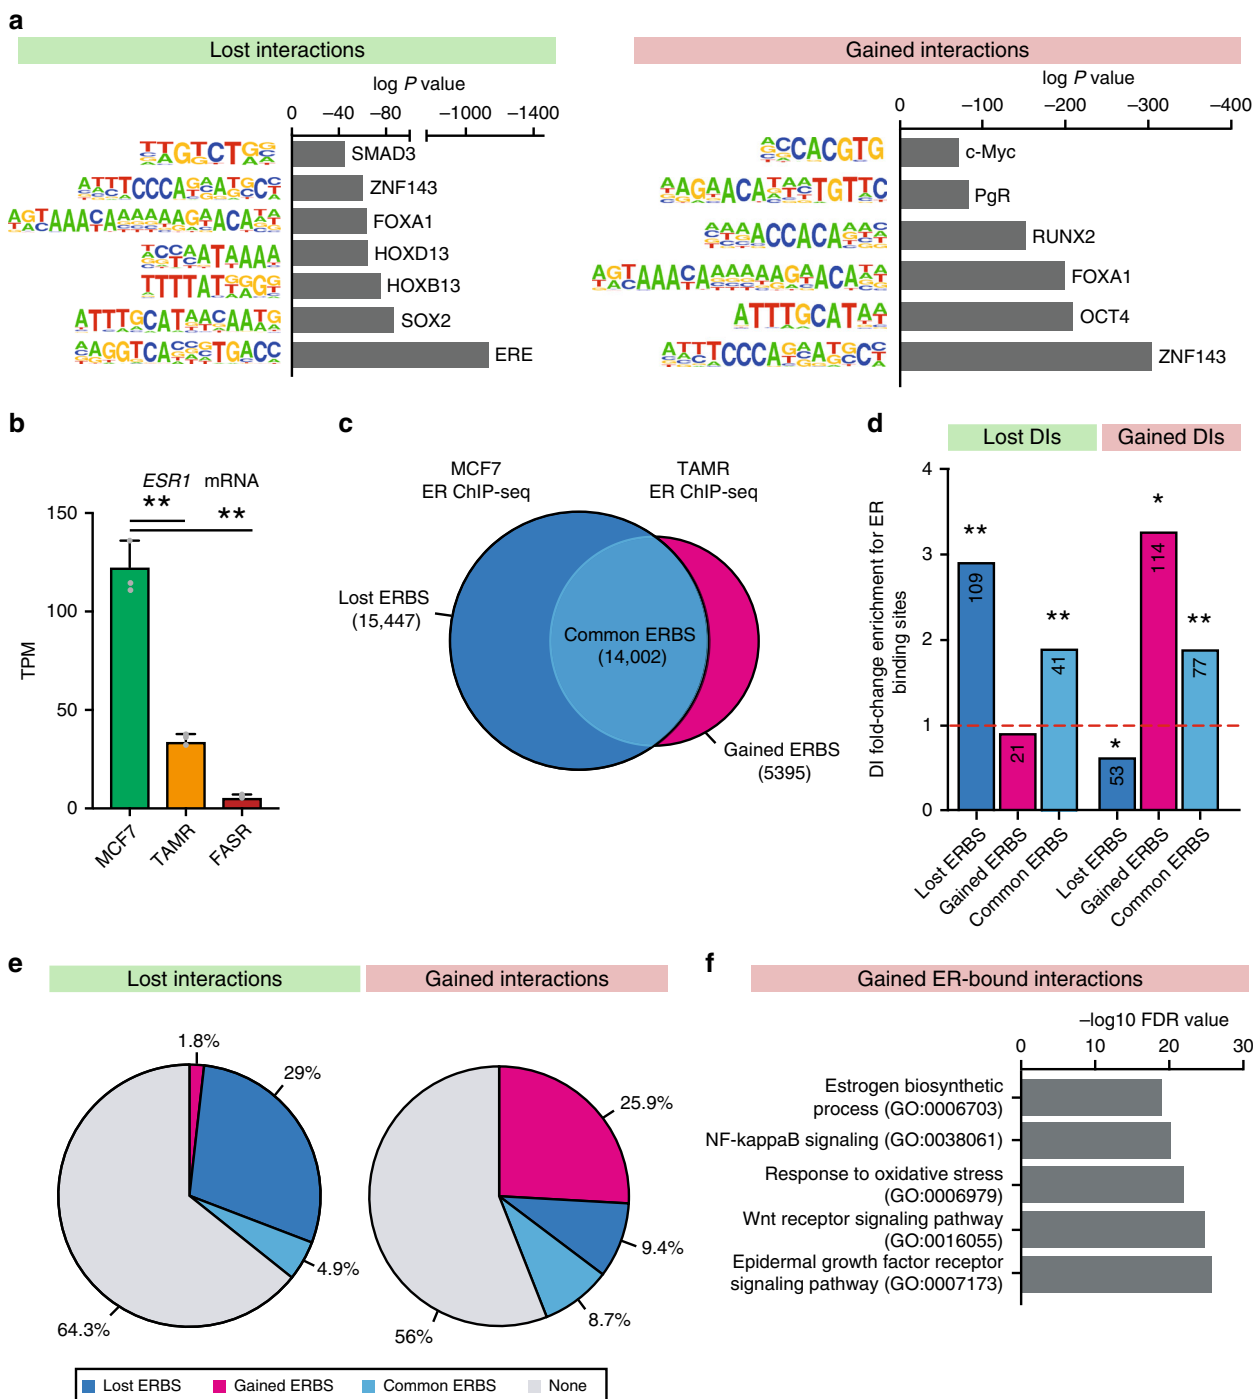 a
Lost interactions
Gained interactions
log P value
0 −40 −80 −1000 −1400
SMAD3
ZNF143
FOXA1
HOXD13
HOXB13
SOX2
ERE
log P value
0 −100 −200 −300 −400
c-Myc
PgR
RUNX2
FOXA1
OCT4
ZNF143
b
ESR1 mRNA
** **
TPM
150
100
50
0
MCF7
TAMR
FASR
c
MCF7
ER ChIP-seq
TAMR
ER ChIP-seq
Lost ERBS
(15,447)
Common ERBS
(14,002)
Gained ERBS
(5395)
d
Lost DIs
Gained DIs
DI fold-change enrichment for ER
binding sites
4
3
2
1
0
** ** * * **
109 21 41 53 114 77
Lost ERBS
Gained ERBS
Common ERBS
Lost ERBS
Gained ERBS
Common ERBS
e
Lost interactions
Gained interactions
1.8%
29%
4.9%
64.3%
25.9%
9.4%
8.7%
56%
Lost ERBS Gained ERBS Common ERBS None
f
Gained ER-bound interactions
−log10 FDR value
0 10 20 30
Estrogen biosynthetic
process (GO:0006703)
NF-kappaB signaling (GO:0038061)
Response to oxidative stress
(GO:0006979)
Wnt receptor signaling pathway
(GO:0016055)
Epidermal growth factor receptor
signaling pathway (GO:0007173)